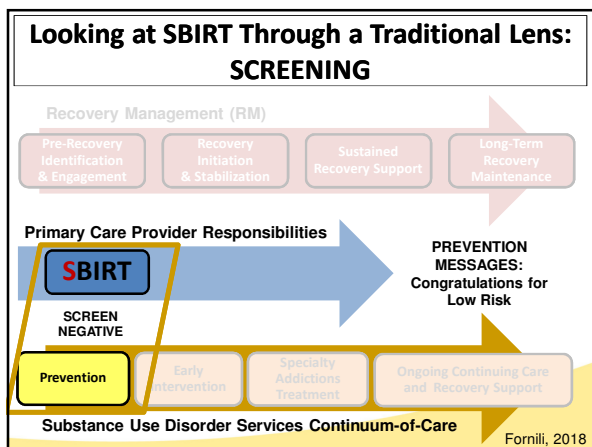 Looking at SBIRT Through a Traditional Lens:
SCREENING
Recovery Management (RM)
Pre-Recovery
Identification
& Engagement
Recovery
Initiation
& Stabilization
Sustained
Recovery Support
Long-Term
Recovery
Maintenance
Primary Care Provider Responsibilities
SBIRT
PREVENTION
MESSAGES:
Congratulations for
Low Risk
SCREEN
NEGATIVE
Prevention
Early
Intervention
Specialty
Addictions
Treatment
Ongoing Continuing Care
and Recovery Support
Substance Use Disorder Services Continuum-of-Care
Fornili, 2018